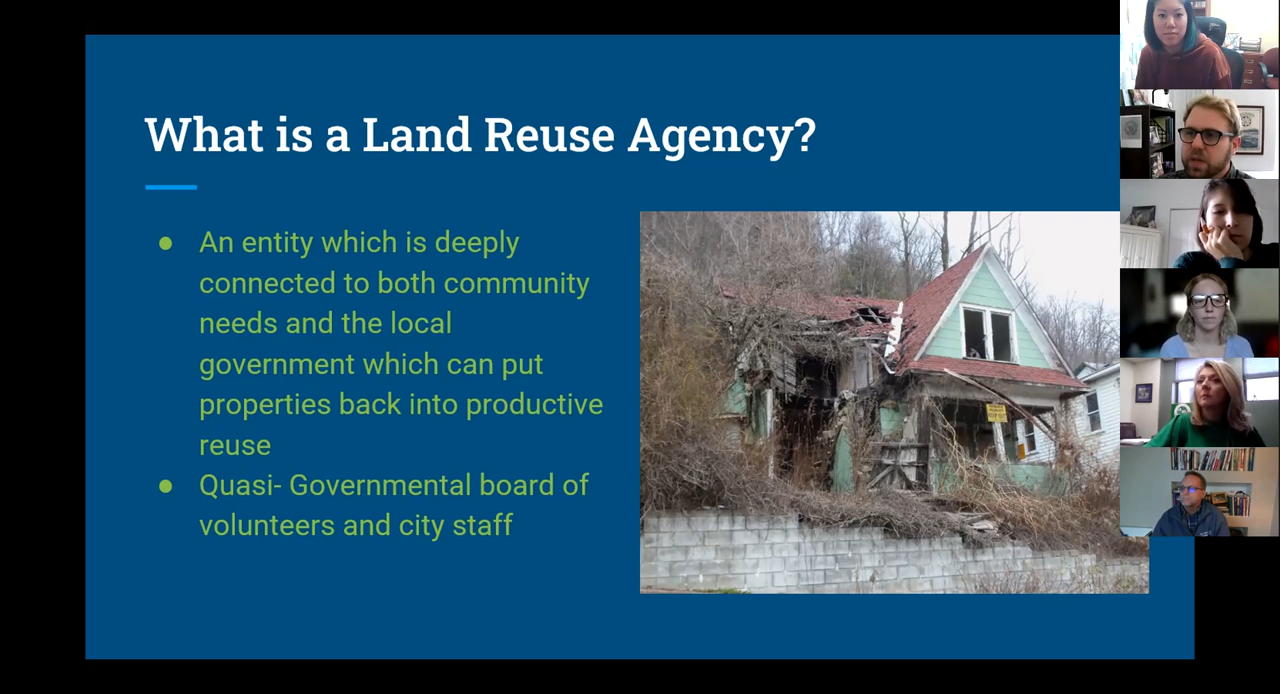 What is a Land Reuse Agency?
● An entity which is deeply
connected to both community
needs and the local
government which can put
properties back into productive
reuse
● Quasi- Governmental board of
volunteers and city staff